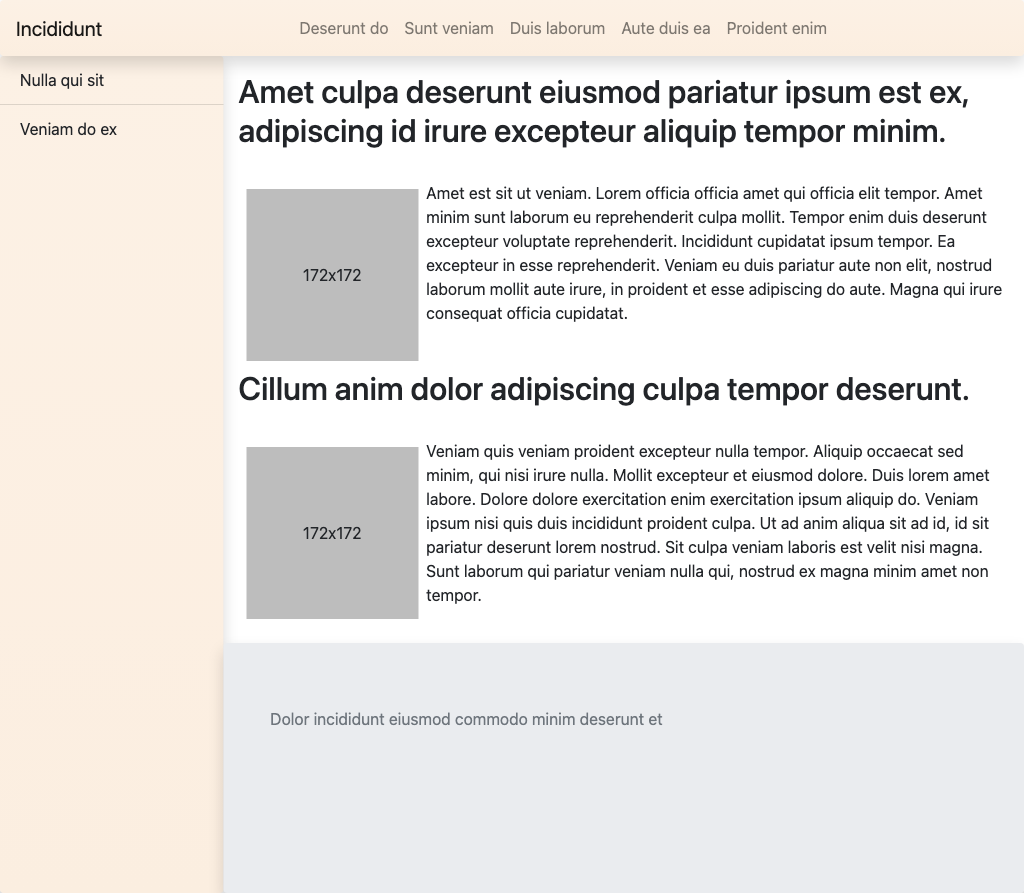 Incididunt
Deserunt do
Sunt veniam
Duis laborum
Aute duis ea
Proident enim
Nulla qui sit
Veniam do ex
Amet culpa deserunt eiusmod pariatur ipsum est ex,
adipiscing id irure excepteur aliquip tempor minim.
172x172
Amet est sit ut veniam. Lorem officia officia amet qui officia elit tempor. Amet
minim sunt laborum eu reprehenderit culpa mollit. Tempor enim duis deserunt
excepteur voluptate reprehenderit. Incididunt cupidatat ipsum tempor. Ea
excepteur in esse reprehenderit. Veniam eu duis pariatur aute non elit, nostrud
laborum mollit aute irure, in proident et esse adipiscing do aute. Magna qui irure
consequat officia cupidatat.
Cillum anim dolor adipiscing culpa tempor deserunt.
172x172
Veniam quis veniam proident excepteur nulla tempor. Aliquip occaecat sed
minim, qui nisi irure nulla. Mollit excepteur et eiusmod dolore. Duis lorem amet
labore. Dolore dolore exercitation enim exercitation ipsum aliquip do. Veniam
ipsum nisi quis duis incididunt proident culpa. Ut ad anim aliqua sit ad id, id sit
pariatur deserunt lorem nostrud. Sit culpa veniam laboris est velit nisi magna.
Sunt laborum qui pariatur veniam nulla qui, nostrud ex magna minim amet non
tempor.
Dolor incididunt eiusmod commodo minim deserunt et